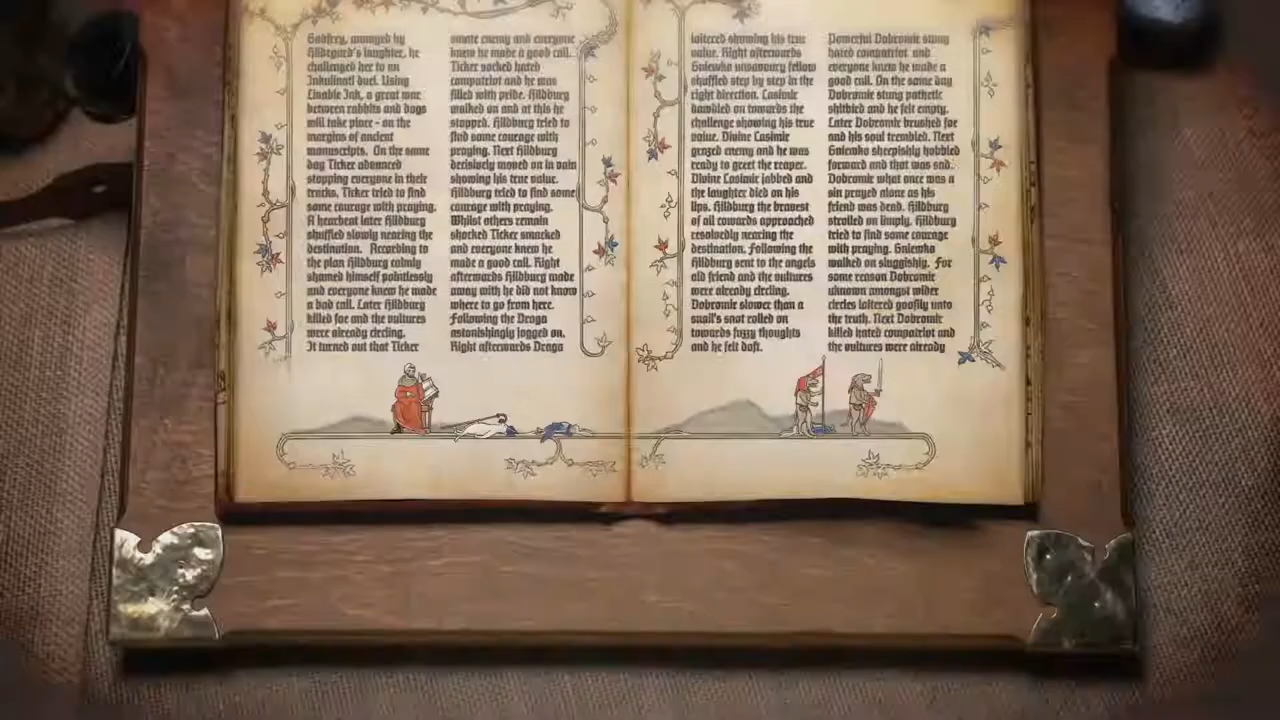 Godfrey, annoyed by
Hildegard's laughter, he
challenged her to an
Inkulinati duel. Using
Living Ink, a great war
between rabbits and dogs
will take place - on the
margins of ancient
manuscripts. On the same
day Ticker advanced
stopping everyone in their
tracks. Ticker tried to find
some courage with praying.
A hearbeat later Hildburg
shuffled slowly nearing the
destination. According to
the plan Hildburg calmly
shamed himself pointlessly
and everyone knew he made
a bad call. Later Hildburg
killed foe and the vultures
were already circling.
It turned out that Ticker
smote enemy and everyone
knew he made a good call.
Ticker socked hated
compatriot and he was
filled with pride. Hildburg
walked on and at this he
stopped. Hildburg tried to
find some courage with
praying. Next Hildburg
decisively moved on in vain
showing his true value.
Hildburg tried to find some
courage with praying.
Whilst others remain
shocked Ticker smacked
and everyone knew he
made a good call. Right
afterwards Hildburg made
away with he did not know
where to go from here.
Following the Droga
astonishingly jogged on.
Right afterwards Droga
loitered showing his true
value. Right afterwards
Gniewko unsavoury fellow
shuffled step by step in the
right direction. Casimir
dawdled on towards the
challenge showing his true
value. Divine Casimir
grazed enemy and he was
ready to greet the reaper.
Divine Casimir jabbed and
the laughter died on his
lips. Hildburg the bravest
of all cowards approached
resolvedly nearing the
destination. Following the
Hildburg sent to the angels
old friend and the vultures
were already circling.
Dobromir slower than a
snail's snot rolled on
towards fuzzy thoughts
and he felt daft.
Powerful Dobromir stung
hated compatriot and
everyone knew he made a
good call. On the same day
Dobromir stung pathetic
shitbird and he felt empty.
Later Dobromir brushed foe
and his soul trembled. Next
Gniewko sheepishly hobbled
forward and that was sad.
Dobromir what once was a
sin prayed alone as his
friend was dead. Hildburg
strolled on limply. Hildburg
tried to find some courage
with praying. Gniewko
walked on sluggishly. For
some reason Dobromir
uknown amongst wider
circles loitered goofily unto
the truth. Next Dobromir
killed hated compatriot and
the vultures were already